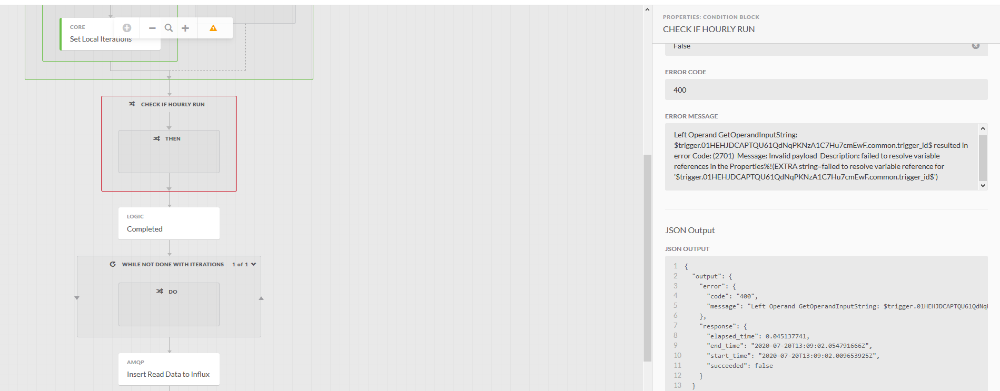 CORE
Set Local Iterations
CHECK IF HOURLY RUN
THEN
LOGIC
Completed
WHILE NOT DONE WITH ITERATIONS 1 of 1
DO
AMQP
Insert Read Data to Influx
PROPERTIES: CONDITION BLOCK
CHECK IF HOURLY RUN
False
ERROR CODE
400
ERROR MESSAGE
Left Operand GetOperandInputString:
$trigger.01HEHJDCAPTQU61QdNqPKNzA1C7Hu7cmEwF.common.trigger_id$ resulted in
error Code: (2701) Message: Invalid payload Description: failed to resolve variable
references in the Properties%!(EXTRA string=failed to resolve variable reference for
'$trigger.01HEHJDCAPTQU61QdNqPKNzA1C7Hu7cmEwF.common.trigger_id$')
JSON Output
JSON OUTPUT
1 {
2 "output": {
3 "error": {
4 "code": "400",
5 "message": "Left Operand GetOperandInputString: $trigger.01HEHJDCAPTQU61QdNq
6 },
7 "response": {
8 "elapsed_time": 0.045137741,
9 "end_time": "2020-07-20T13:09:02.054791666Z",
10 "start_time": "2020-07-20T13:09:02.009653925Z",
11 "succeeded": false
12 }
13 }